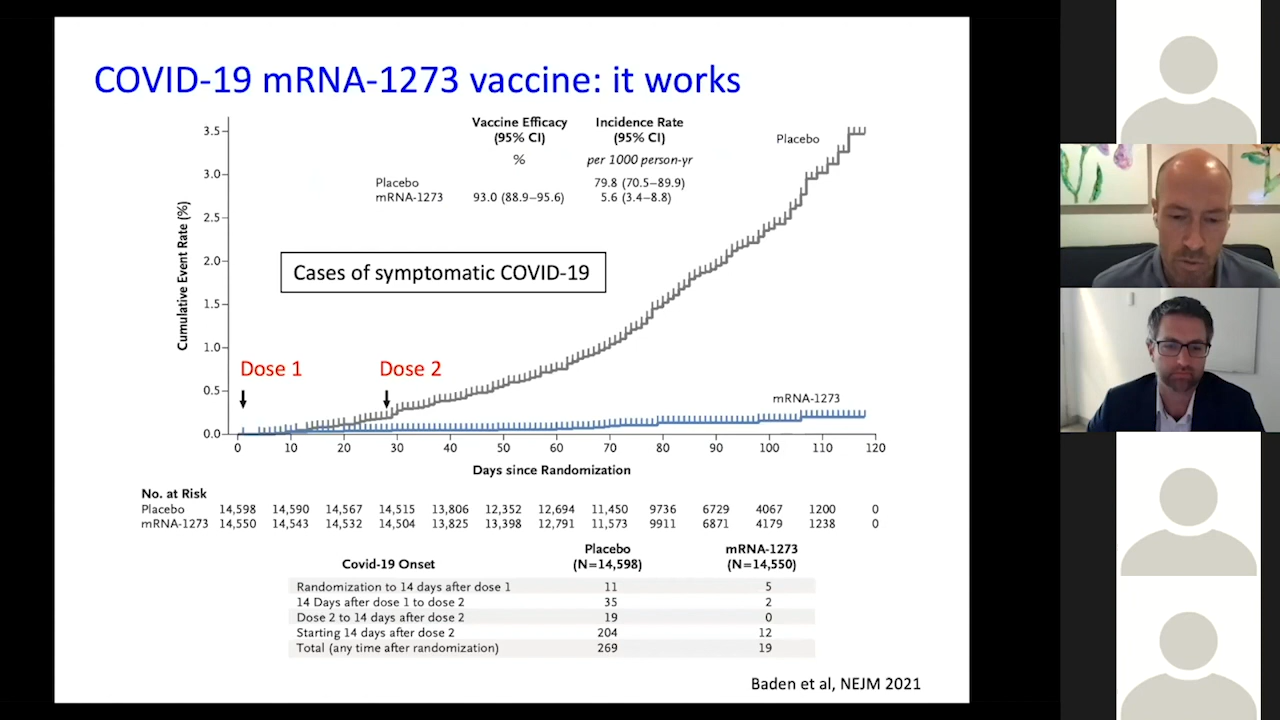 COVID-19 mRNA-1273 vaccine: it works
Vaccine Efficacy (95% CI) Incidence Rate (95% CI)
% per 1000 person-yr
Placebo 79.8 (70.5–89.9)
mRNA-1273 93.0 (88.9–95.6) 5.6 (3.4–8.8)
Placebo
Cumulative Event Rate (%)
3.5
3.0
2.5
2.0
1.5
1.0
0.5
0.0
Cases of symptomatic COVID-19
Dose 1 Dose 2
mRNA-1273
0 10 20 30 40 50 60 70 80 90 100 110 120
Days since Randomization
No. at Risk
Placebo 14,598 14,590 14,567 14,515 13,806 12,352 12,694 11,450 9736 6729 4067 1200 0
mRNA-1273 14,550 14,543 14,532 14,504 13,825 13,398 12,791 11,573 9911 6871 4179 1238 0
Covid-19 Onset Placebo (N=14,598) mRNA-1273 (N=14,550)
Randomization to 14 days after dose 1 11 5
14 Days after dose 1 to dose 2 35 2
Dose 2 to 14 days after dose 2 19 0
Starting 14 days after dose 2 204 12
Total (any time after randomization) 269 19
Baden et al, NEJM 2021